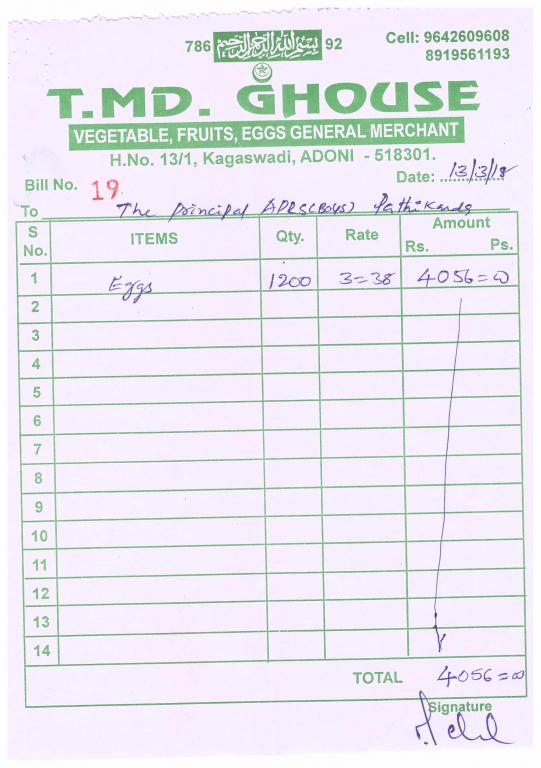 786 بسم الله الرحمن الرحيم 92
Cell: 9642609608
8919561193
T.MD. GHOUSE
VEGETABLE, FRUITS, EGGS GENERAL MERCHANT
H.No. 13/1, Kagaswadi, ADONI - 518301.
Bill No. 19 Date: 13/3/18
To The principal APRS(Boys)
S No. ITEMS Qty. Rate Amount Rs. Ps.
1 Eggs 1200 3=38 4056=00
2
3
4
5
6
7
8
9
10
11
12
13
14
TOTAL 4056=00
Signature